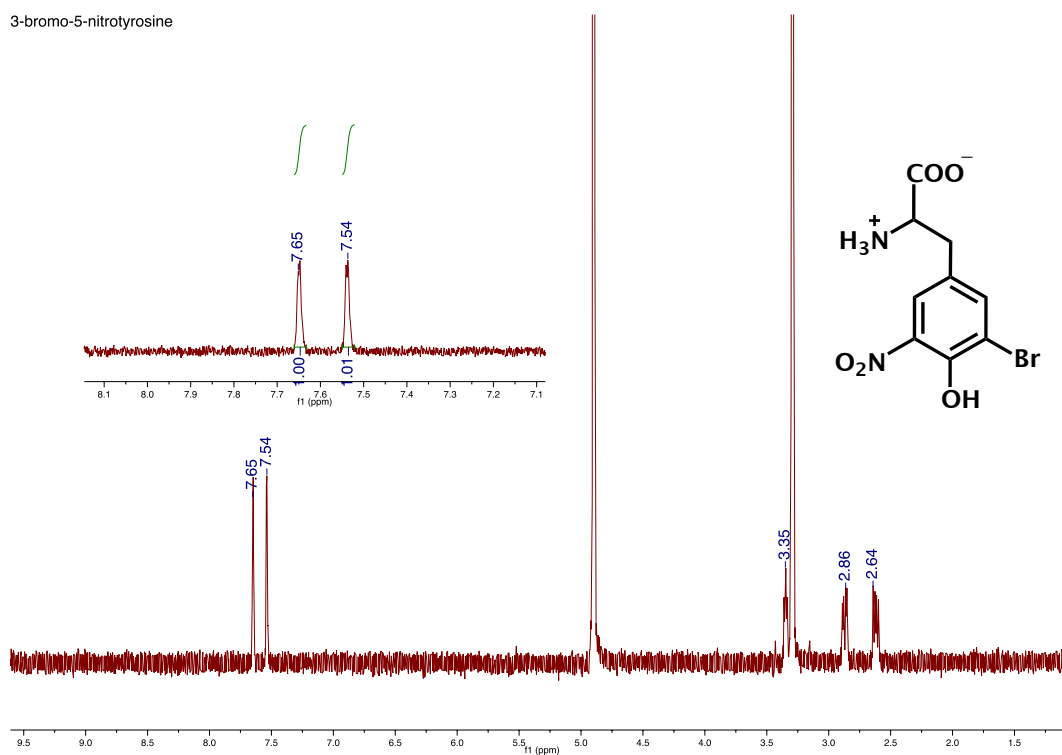 3-bromo-5-nitrotyrosine
7.65
7.54
1.00
1.01
8.1 8.0 7.9 7.8 7.7 7.6 7.5 7.4 7.3 7.2 7.1
f1 (ppm)
COO−
+
H3N
O2N
Br
OH
7.65
7.54
3.35
2.86
2.64
9.5 9.0 8.5 8.0 7.5 7.0 6.5 6.0 5.5 5.0 4.5 4.0 3.5 3.0 2.5 2.0 1.5
f1 (ppm)